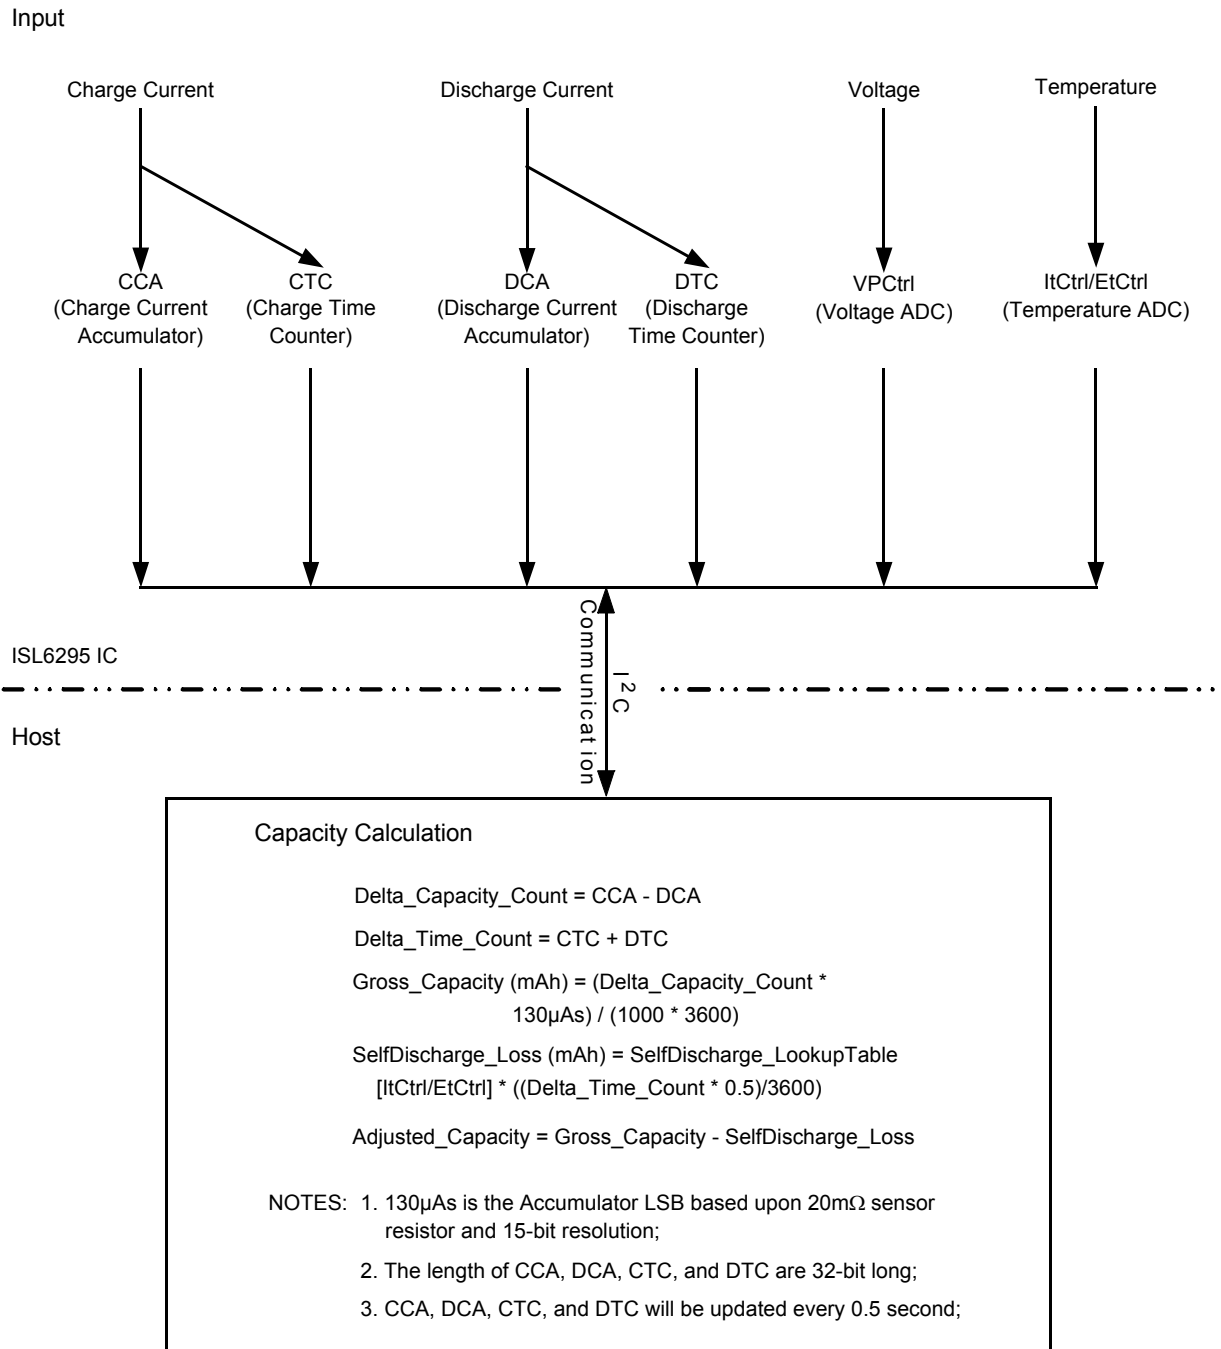 Input
Charge Current
Discharge Current
Voltage
Temperature
CCA
(Charge Current
Accumulator)
CTC
(Charge Time
Counter)
DCA
(Discharge Current
Accumulator)
DTC
(Discharge
Time Counter)
VPCtrl
(Voltage ADC)
ItCtrl/EtCtrl
(Temperature ADC)
I2C
Communication
ISL6295 IC
Host
Capacity Calculation
Delta_Capacity_Count = CCA - DCA
Delta_Time_Count = CTC + DTC
Gross_Capacity (mAh) = (Delta_Capacity_Count *
130µAs) / (1000 * 3600)
SelfDischarge_Loss (mAh) = SelfDischarge_LookupTable
[ItCtrl/EtCtrl] * ((Delta_Time_Count * 0.5)/3600)
Adjusted_Capacity = Gross_Capacity - SelfDischarge_Loss
NOTES: 1. 130µAs is the Accumulator LSB based upon 20mΩ sensor
resistor and 15-bit resolution;
2. The length of CCA, DCA, CTC, and DTC are 32-bit long;
3. CCA, DCA, CTC, and DTC will be updated every 0.5 second;